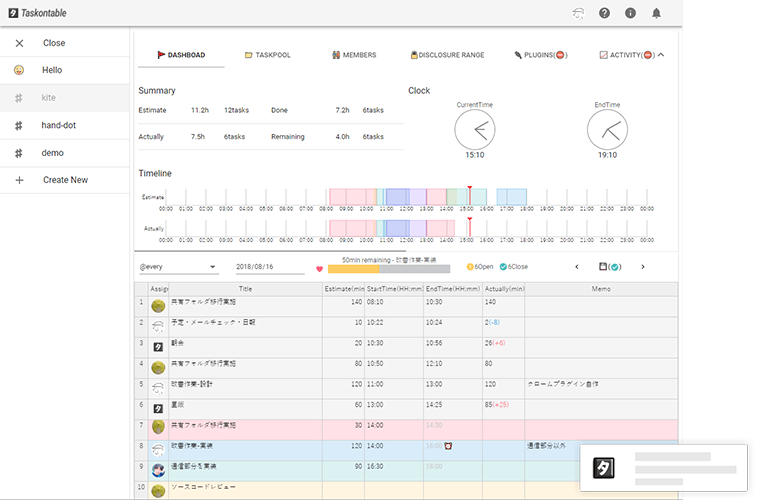 タ Taskontable
Close
Hello
kite
hand-dot
demo
Create New
DASHBOAD TASKPOOL MEMBERS DISCLOSURE RANGE PLUGINS( ) ACTIVITY( )
Summary Clock
Estimate 11.2h 12tasks Done 7.2h 6tasks
Actually 7.5h 6tasks Remaining 4.0h 6tasks
CurrentTime EndTime
15:10 19:10
Timeline
Estimate
00:00 01:00 02:00 03:00 04:00 05:00 06:00 07:00 08:00 09:00 10:00 11:00 12:00 13:00 14:00 15:00 16:00 17:00 18:00 19:00 20:00 21:00 22:00 23:00 00:00
Actually
00:00 01:00 02:00 03:00 04:00 05:00 06:00 07:00 08:00 09:00 10:00 11:00 12:00 13:00 14:00 15:00 16:00 17:00 18:00 19:00 20:00 21:00 22:00 23:00 00:00
50min remaining - 改善作業-実装
@every 2018/08/16 6Open 6Close
Assign Title Estimate(min StartTime(HH:mm) EndTime(HH:mm) Actually(min) Memo
1 共有フォルダ移行実施 140 08:10 10:30 140
2 予定・メールチェック・日報 10 10:22 10:24 2(-8)
3 朝会 20 10:30 10:56 26(+6)
4 共有フォルダ移行実施 80 10:50 12:10 80
5 改善作業-設計 120 11:00 13:00 120 クロームプラグイン自作
6 昼飯 60 13:00 14:25 85(+25)
7 共有フォルダ移行実施 30 14:00 14:30
8 改善作業-実装 120 14:00 16:00 通信部分以外
9 通信部分を実装 90 16:30 18:00
10 ソースコードレビュー
タ